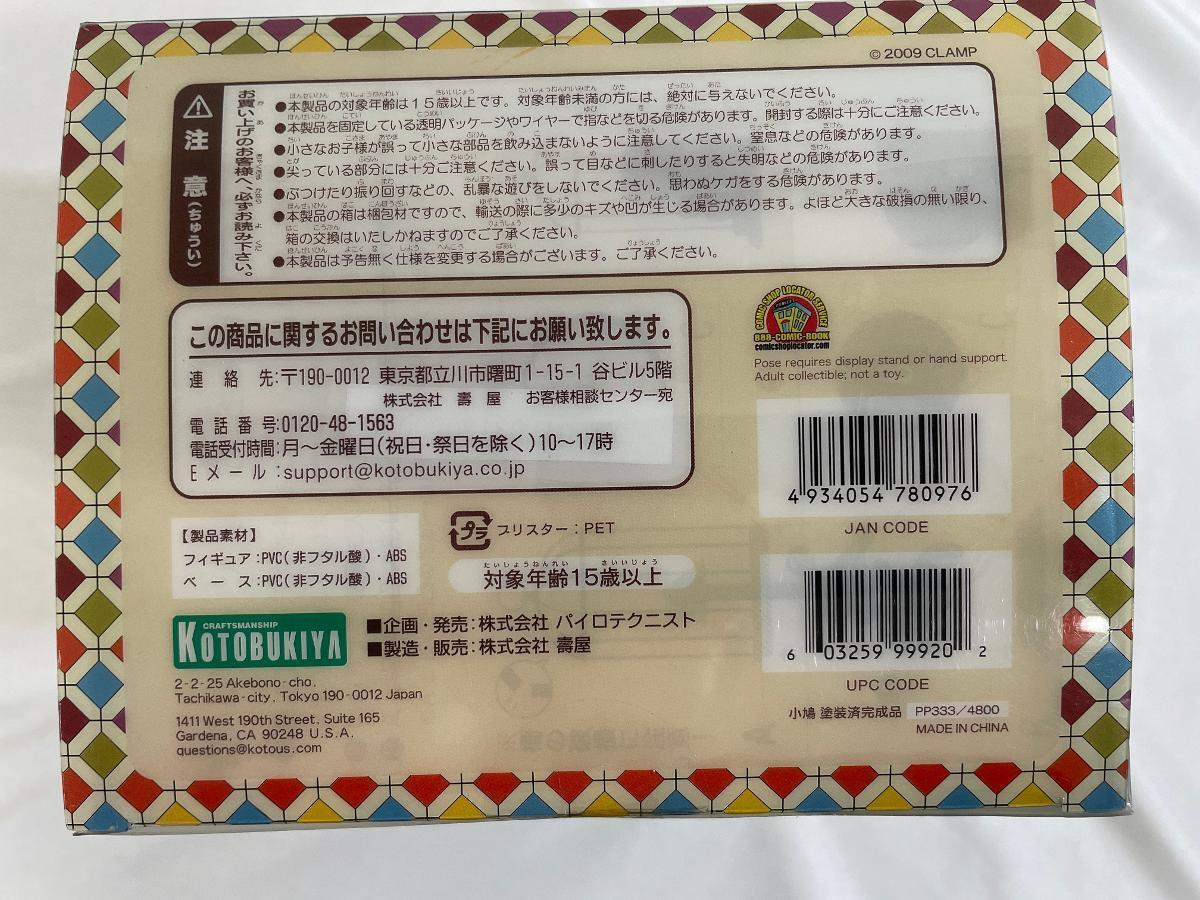 © 2009 CLAMP
注意(ちゅうい)
お買い上げのお客様へ、必ずお読み下さい。
●本製品の対象年齢は15歳以上です。対象年齢未満の方には、絶対に与えないでください。
●本製品を固定している透明パッケージやワイヤーで指などを切る危険があります。開封する際は十分にご注意ください。
●小さなお子様が誤って小さな部品を飲み込まないように注意してください。窒息などの危険があります。
●尖っている部分には十分ご注意ください。誤って目などに刺したりすると失明などの危険があります。
●ぶつけたり振り回すなどの、乱暴な遊びをしないでください。思わぬケガをする危険があります。
●本製品の箱は梱包材ですので、輸送の際に多少のキズや凹が生じる場合があります。よほど大きな破損の無い限り、
箱の交換はいたしかねますのでご了承ください。
●本製品は予告無く仕様を変更する場合がございます。ご了承ください。
この商品に関するお問い合わせは下記にお願い致します。
連絡先:〒190-0012 東京都立川市曙町1-15-1 谷ビル5階
株式会社 壽屋 お客様相談センター宛
電話番号:0120-48-1563
電話受付時間:月〜金曜日(祝日・祭日を除く)10〜17時
Eメール:support@kotobukiya.co.jp
COMIC SHOP LOCATOR SERVICE
888-COMIC-BOOK
comicshoplocator.com
Pose requires display stand or hand support.
Adult collectible; not a toy.
4 934054 780976
JAN CODE
【製品素材】
フィギュア:PVC(非フタル酸)・ABS
ベース:PVC(非フタル酸)・ABS
プラ
ブリスター:PET
たいしょうねんれい さいいじょう
対象年齢15歳以上
6 03259 99920 2
UPC CODE
CRAFTSMANSHIP
KOTOBUKIYA
■企画・発売:株式会社 パイロテクニスト
■製造・販売:株式会社 壽屋
2-2-25 Akebono-cho,
Tachikawa-city, Tokyo 190-0012 Japan
1411 West 190th Street, Suite 165
Gardena, CA 90248 U.S.A.
questions@kotous.com
小鳩 塗装済完成品 PP333/4800
MADE IN CHINA